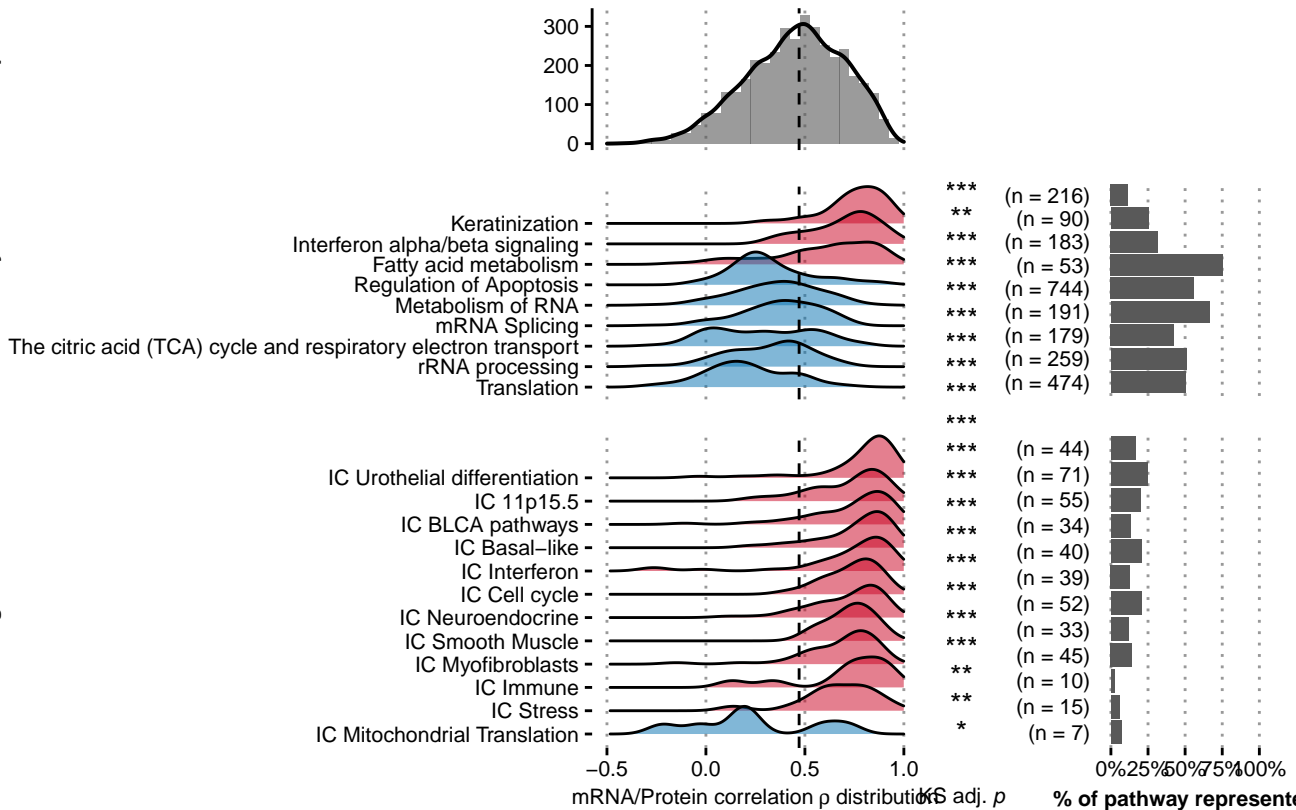 300
200
100
0
Keratinization
Interferon alpha/beta signaling
Fatty acid metabolism
Regulation of Apoptosis
Metabolism of RNA
mRNA Splicing
The citric acid (TCA) cycle and respiratory electron transport
rRNA processing
Translation
***
**
***
***
***
***
***
***
***
(n = 216)
(n = 90)
(n = 183)
(n = 53)
(n = 744)
(n = 191)
(n = 179)
(n = 259)
(n = 474)
IC Urothelial differentiation
IC 11p15.5
IC BLCA pathways
IC Basal−like
IC Interferon
IC Cell cycle
IC Neuroendocrine
IC Smooth Muscle
IC Myofibroblasts
IC Immune
IC Stress
IC Mitochondrial Translation
***
***
***
***
***
***
***
***
***
**
**
*
(n = 44)
(n = 71)
(n = 55)
(n = 34)
(n = 40)
(n = 39)
(n = 52)
(n = 33)
(n = 45)
(n = 10)
(n = 15)
(n = 7)
−0.5 0.0 0.5 1.0
0% 25% 50% 75% 100%
mRNA/Protein correlation ρ distribution
KS adj. p
% of pathway represente